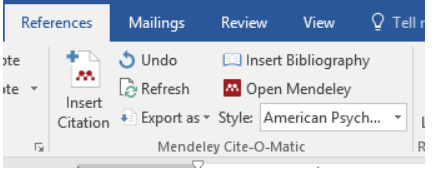 References Mailings Review View Tell
ote Undo Insert Bibliography
ote Insert Refresh Open Mendeley
Citation Export as Style: American Psych...
Mendeley Cite-O-Matic R